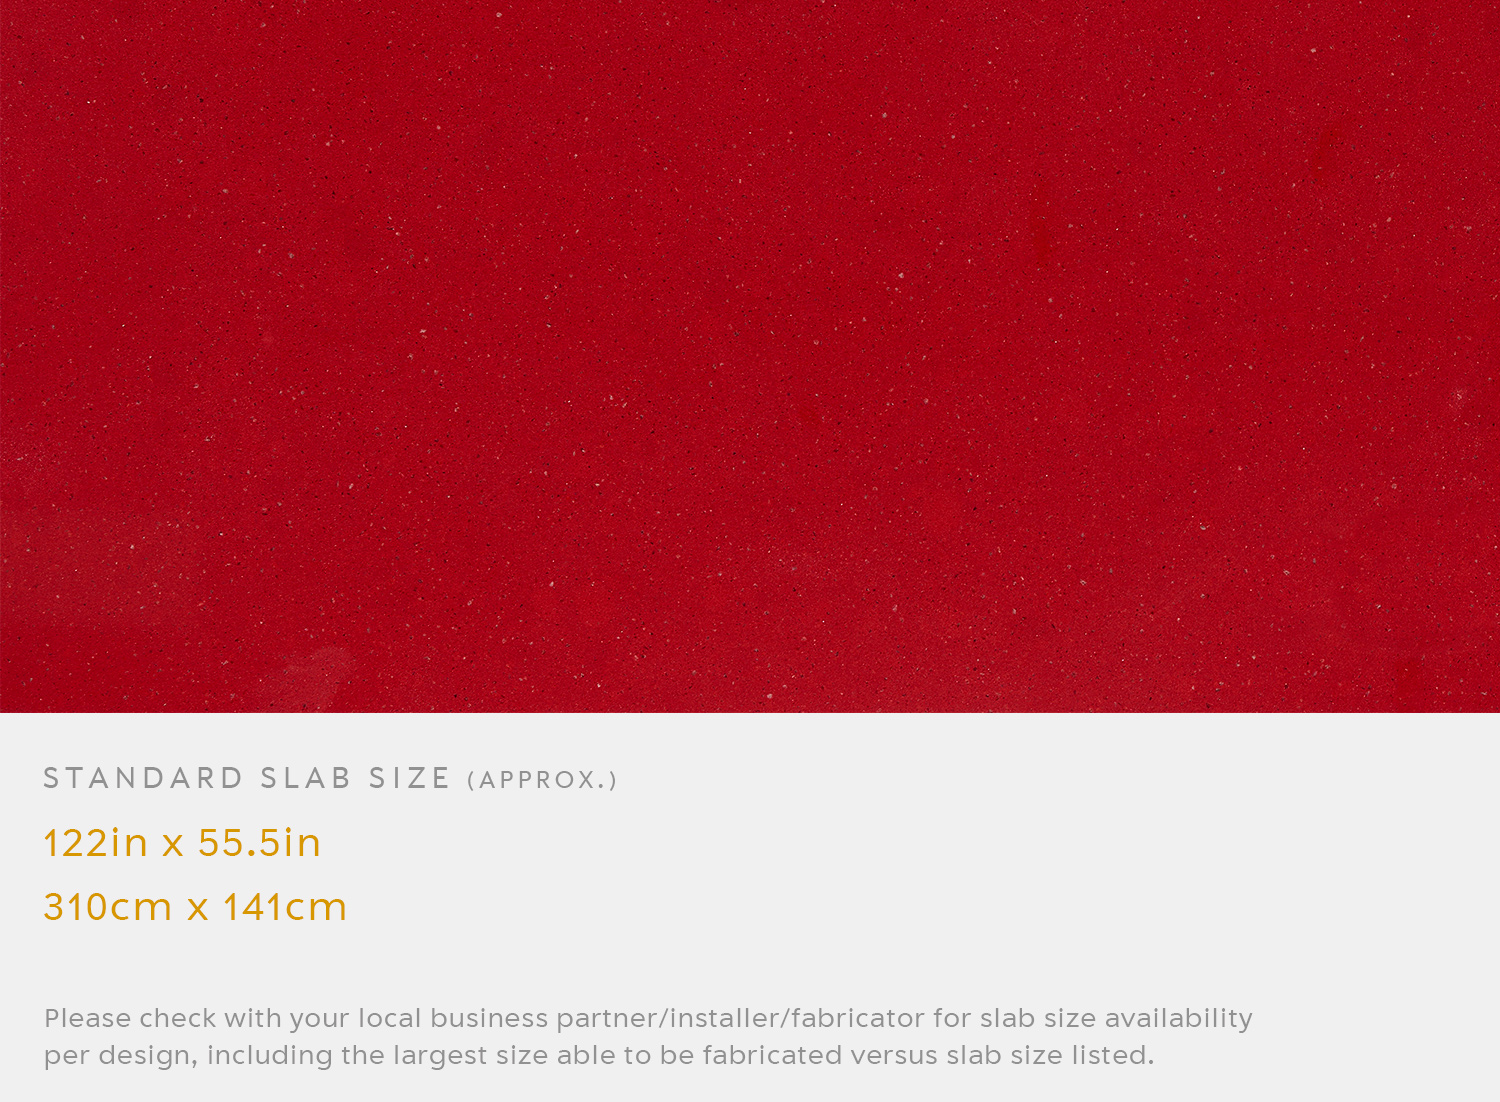 STANDARD SLAB SIZE (APPROX.)
122in x 55.5in
310cm x 141cm
Please check with your local business partner/installer/fabricator for slab size availability
per design, including the largest size able to be fabricated versus slab size listed.